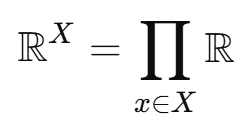 ℝ^X = ∏_{x∈X} ℝ